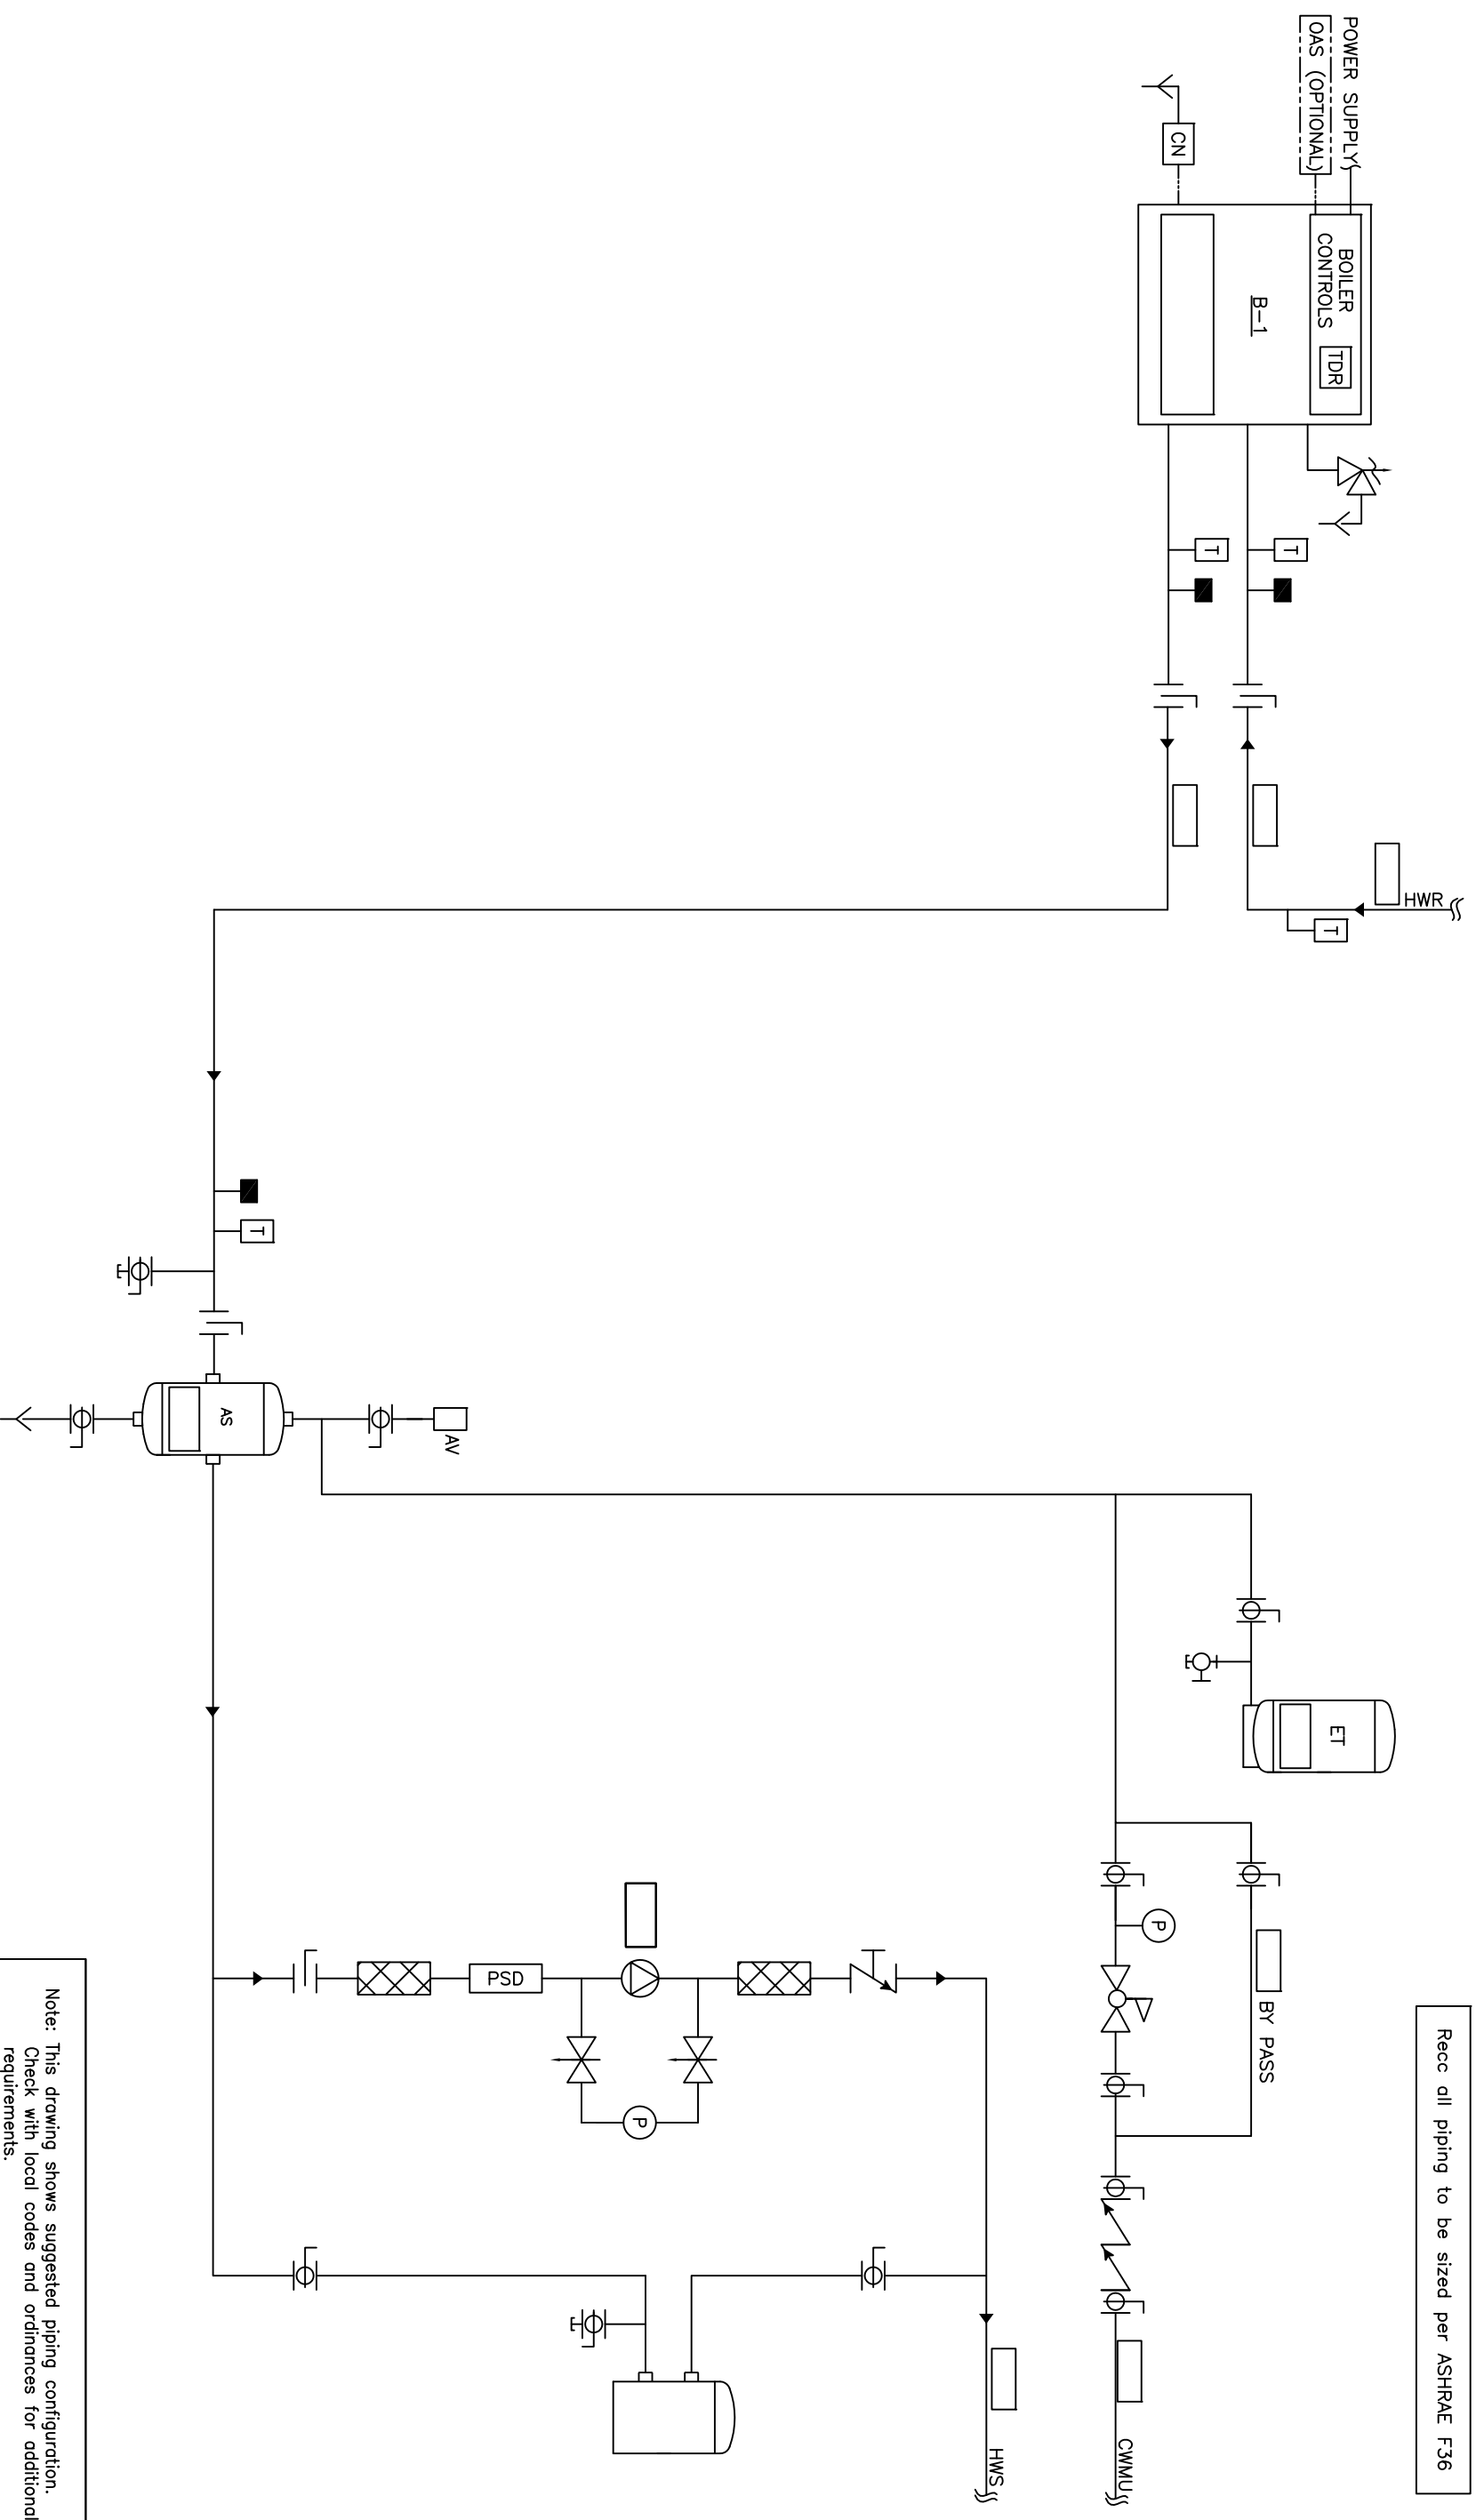 POWER SUPPLY
OAS (OPTIONAL)
BOILER
CONTROLS
TDR
B-1
CN
T
T
HWR
T
T
AS
AV
ET
BY PASS
P
PSD
P
CWMU
HWS
Recc all piping to be sized per ASHRAE F36
Note: This drawing shows suggested piping configuration.
Check with local codes and ordinances for additional
requirements.